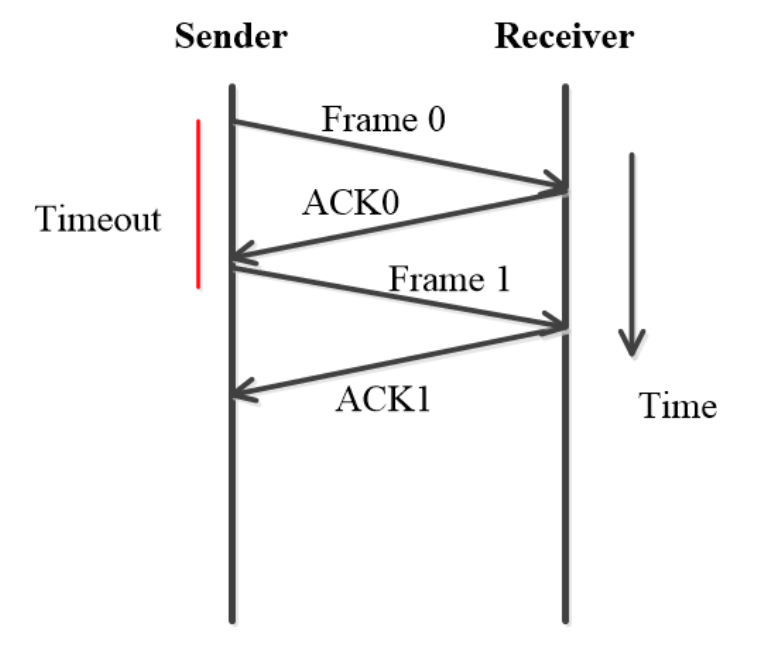 Sender
Receiver
Frame 0
ACK0
Timeout
Frame 1
ACK1
Time